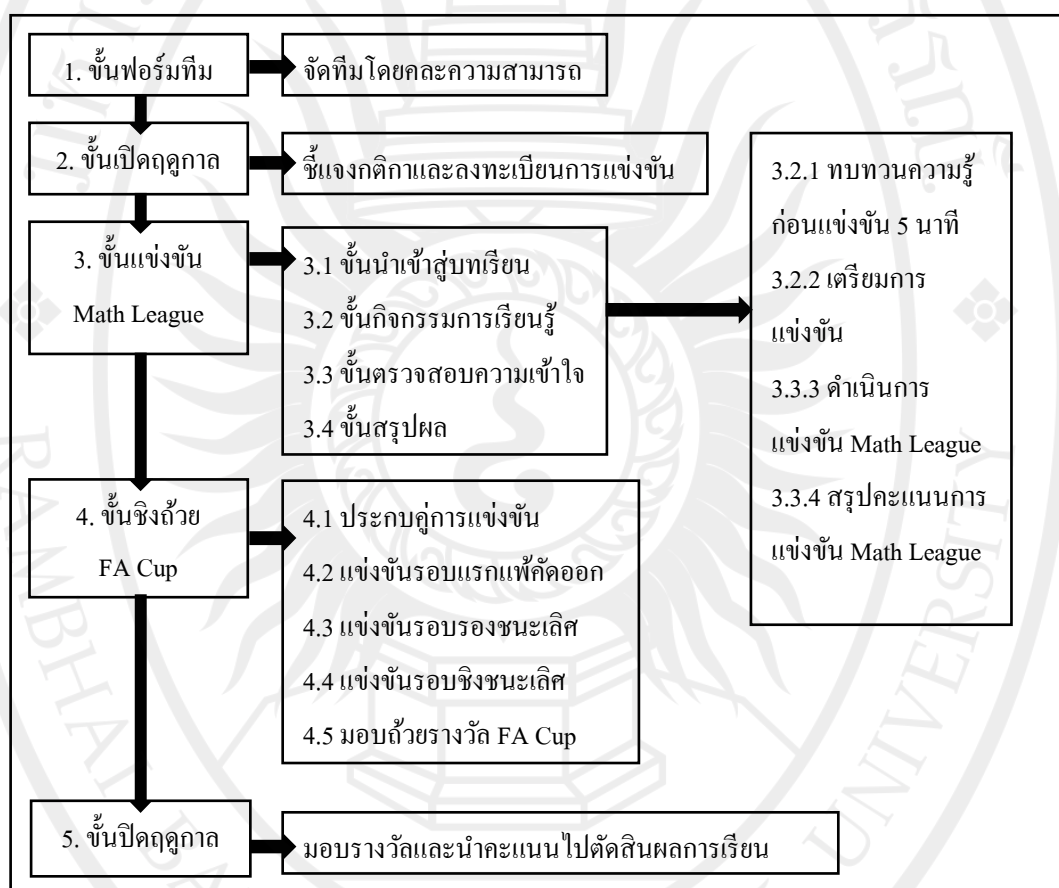 1. ขั้นฟอร์มทีม
จัดทีมโดยคละความสามารถ
2. ขั้นเปิดฤดูกาล
ชี้แจงกติกาและลงทะเบียนการแข่งขัน
3. ขั้นแข่งขัน
Math League
3.1 ขั้นนำเข้าสู่บทเรียน
3.2 ขั้นกิจกรรมการเรียนรู้
3.3 ขั้นตรวจสอบความเข้าใจ
3.4 ขั้นสรุปผล
3.2.1 ทบทวนความรู้
ก่อนแข่งขัน 5 นาที
3.2.2 เตรียมการ
แข่งขัน
3.3.3 ดำเนินการ
แข่งขัน Math League
3.3.4 สรุปคะแนนการ
แข่งขัน Math League
4. ขั้นชิงถ้วย
FA Cup
4.1 ประกบคู่การแข่งขัน
4.2 แข่งขันรอบแรกแพ้คัดออก
4.3 แข่งขันรอบรองชนะเลิศ
4.4 แข่งขันรอบชิงชนะเลิศ
4.5 มอบถ้วยรางวัล FA Cup
5. ขั้นปิดฤดูกาล
มอบรางวัลและนำคะแนนไปตัดสินผลการเรียน
RAMBHAI BA
UNIVERSITY